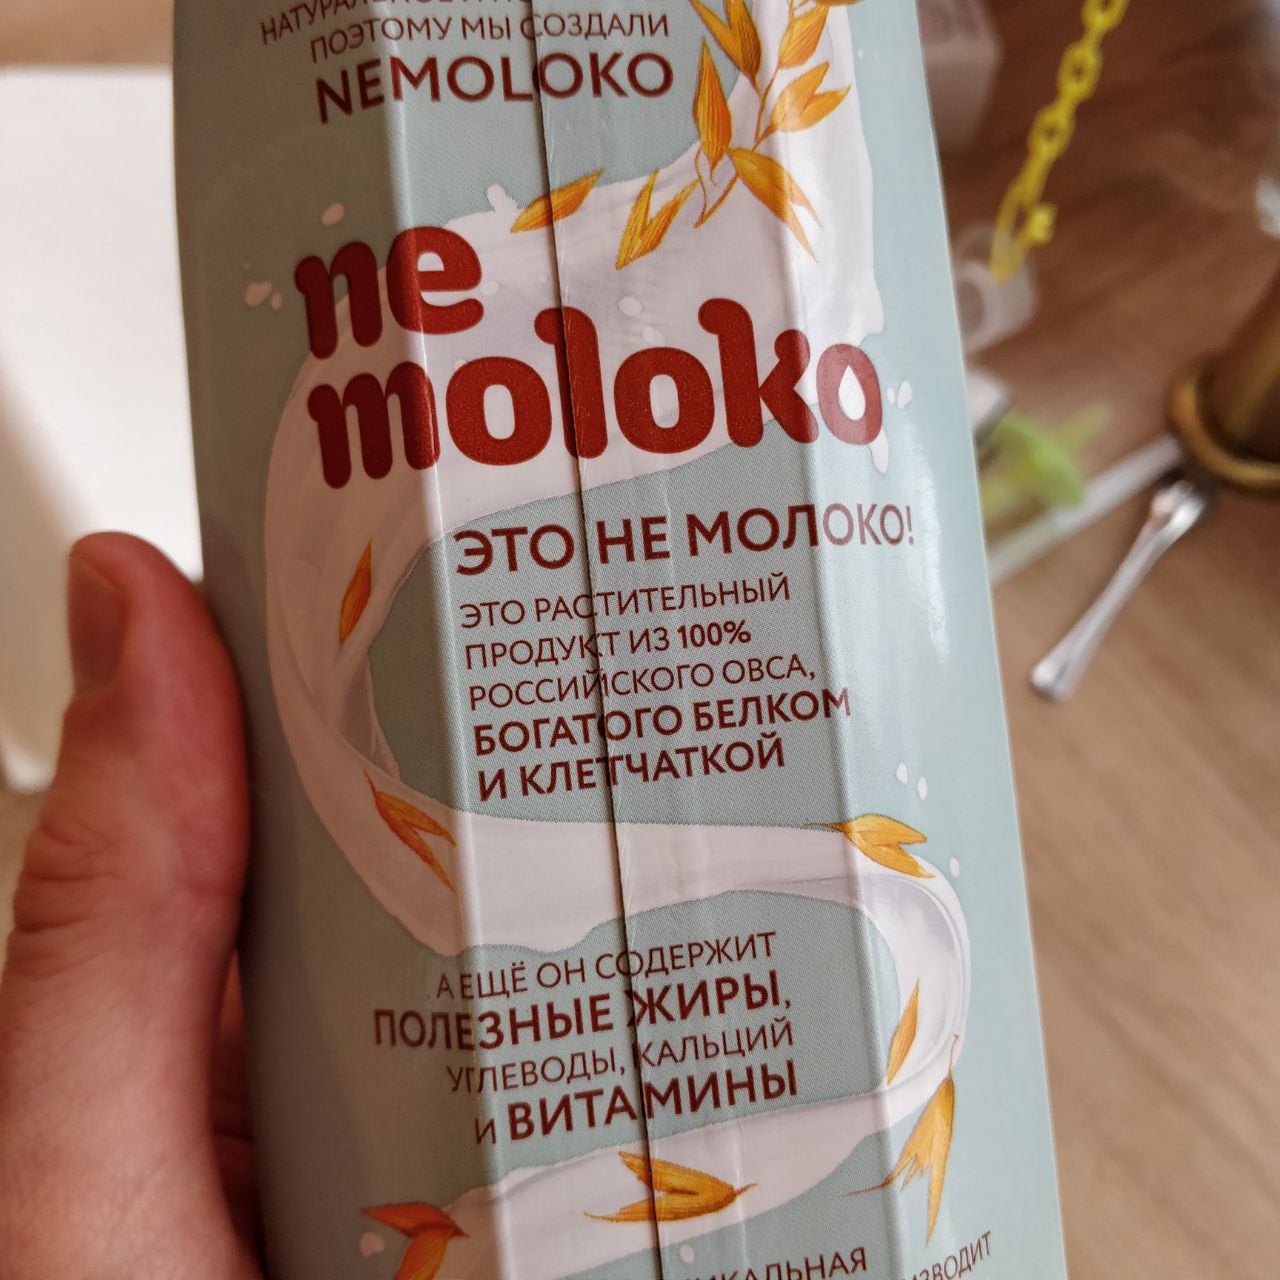 НАТУРАЛЬНОЕ
ПОЭТОМУ МЫ СОЗДАЛИ
NEMOLOKO
ne
moloko
ЭТО НЕ МОЛОКО!
ЭТО РАСТИТЕЛЬНЫЙ
ПРОДУКТ ИЗ 100%
РОССИЙСКОГО ОВСА,
БОГАТОГО БЕЛКОМ
И КЛЕТЧАТКОЙ
А ЕЩЁ ОН СОДЕРЖИТ
ПОЛЕЗНЫЕ ЖИРЫ,
УГЛЕВОДЫ, КАЛЬЦИЙ
И ВИТАМИНЫ